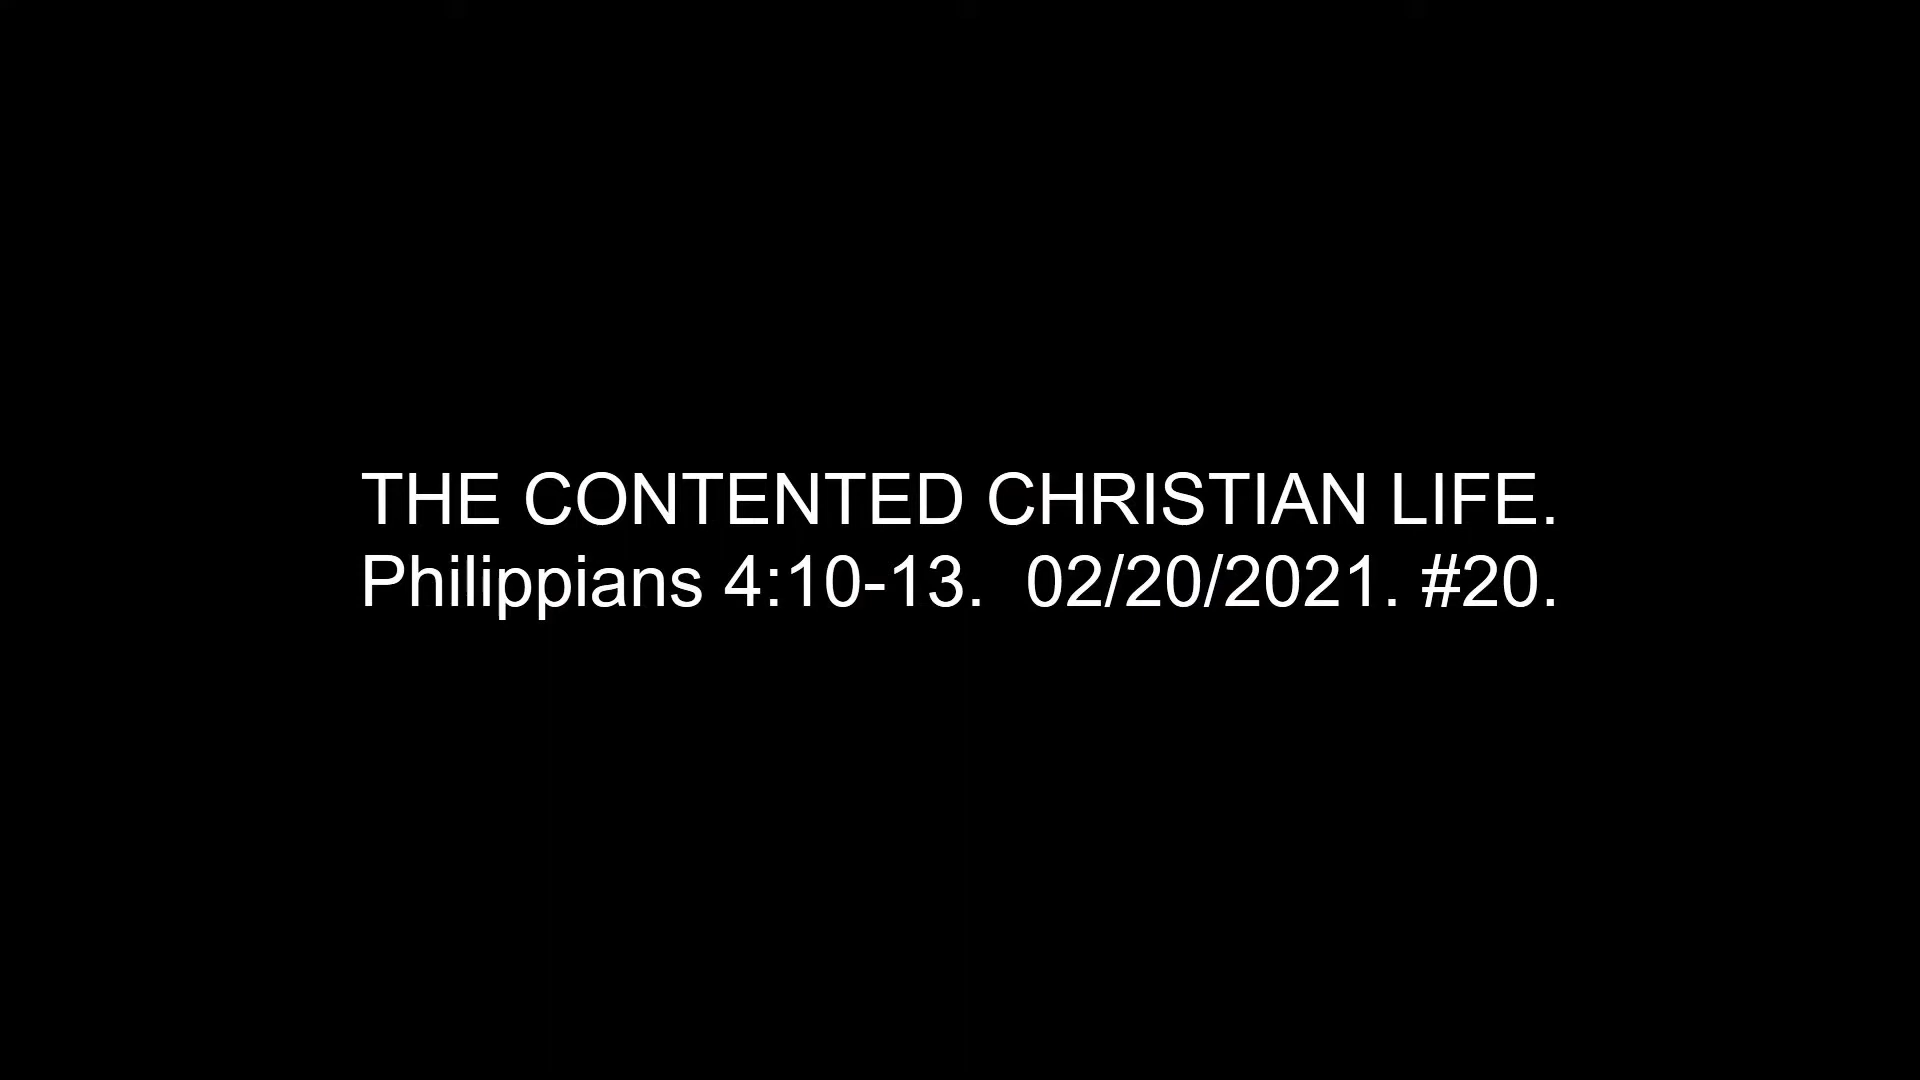 THE CONTENTED CHRISTIAN LIFE.
Philippians 4:10-13.  02/20/2021. #20.